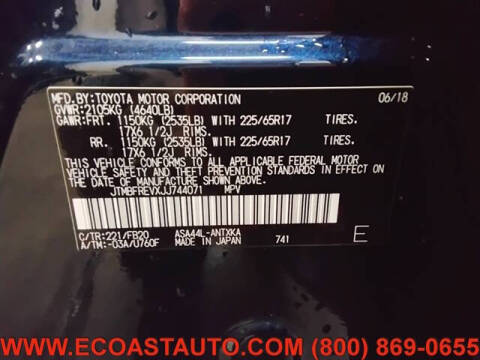 MFD.BY:TOYOTA MOTOR CORPORATION 06/18
GVWR:2105KG (4640LB)
GAWR:FRT. 1150KG (2535LB) WITH 225/65R17 TIRES.
17X6 1/2J RIMS.
RR. 1150KG (2535LB) WITH 225/65R17 TIRES.
17X6 1/2J RIMS.
THIS VEHICLE CONFORMS TO ALL APPLICABLE FEDERAL MOTOR
VEHICLE SAFETY STANDARDS IN EFFECT ON THE DATE OF
MANUFACTURE SHOWN ABOVE.
JTMBFREVXJJ744071 MPV
C/TR:221/FB20 ASA44L-ANTXKA
A/TM:-03A/U760F MADE IN JAPAN 741 E
WWW.ECOASTAUTO.COM (800) 869-0655